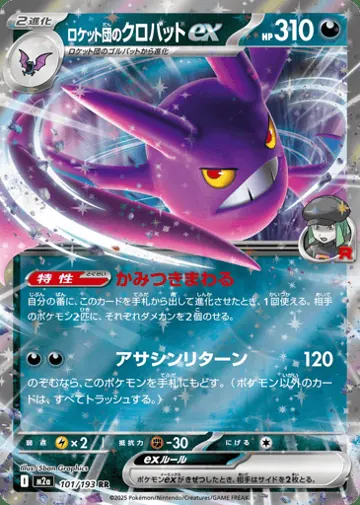 2進化
ロケット団のクロバットex
HP310
ロケット団のゴルバットから進化
R
特性 とくせい かみつきまわる
自分の番に、このカードを手札から出して進化させたとき、1回使える。相手
のポケモン2匹に、それぞれダメカンを2個のせる。
アサシンリターン 120
のぞむなら、このポケモンを手札にもどす。(ポケモン以外のカー
ドは、すべてトラッシュする。)
弱点 ×2 抵抗力 -30 にげる
Illus. 5ban Graphics
I m2a 101/193 RR
exルール
ポケモンexがきぜつしたとき、相手はサイドを2枚とる。
©2025 Pokémon/Nintendo/Creatures/GAME FREAK